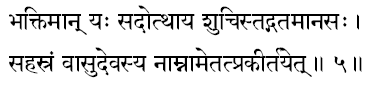 भक्तिमान् यः सदोत्थाय शुचिस्तद्गतमानसः ।
सहस्रं वासुदेवस्य नाम्नामेतत्प्रकीर्तयेत् ॥ ५॥